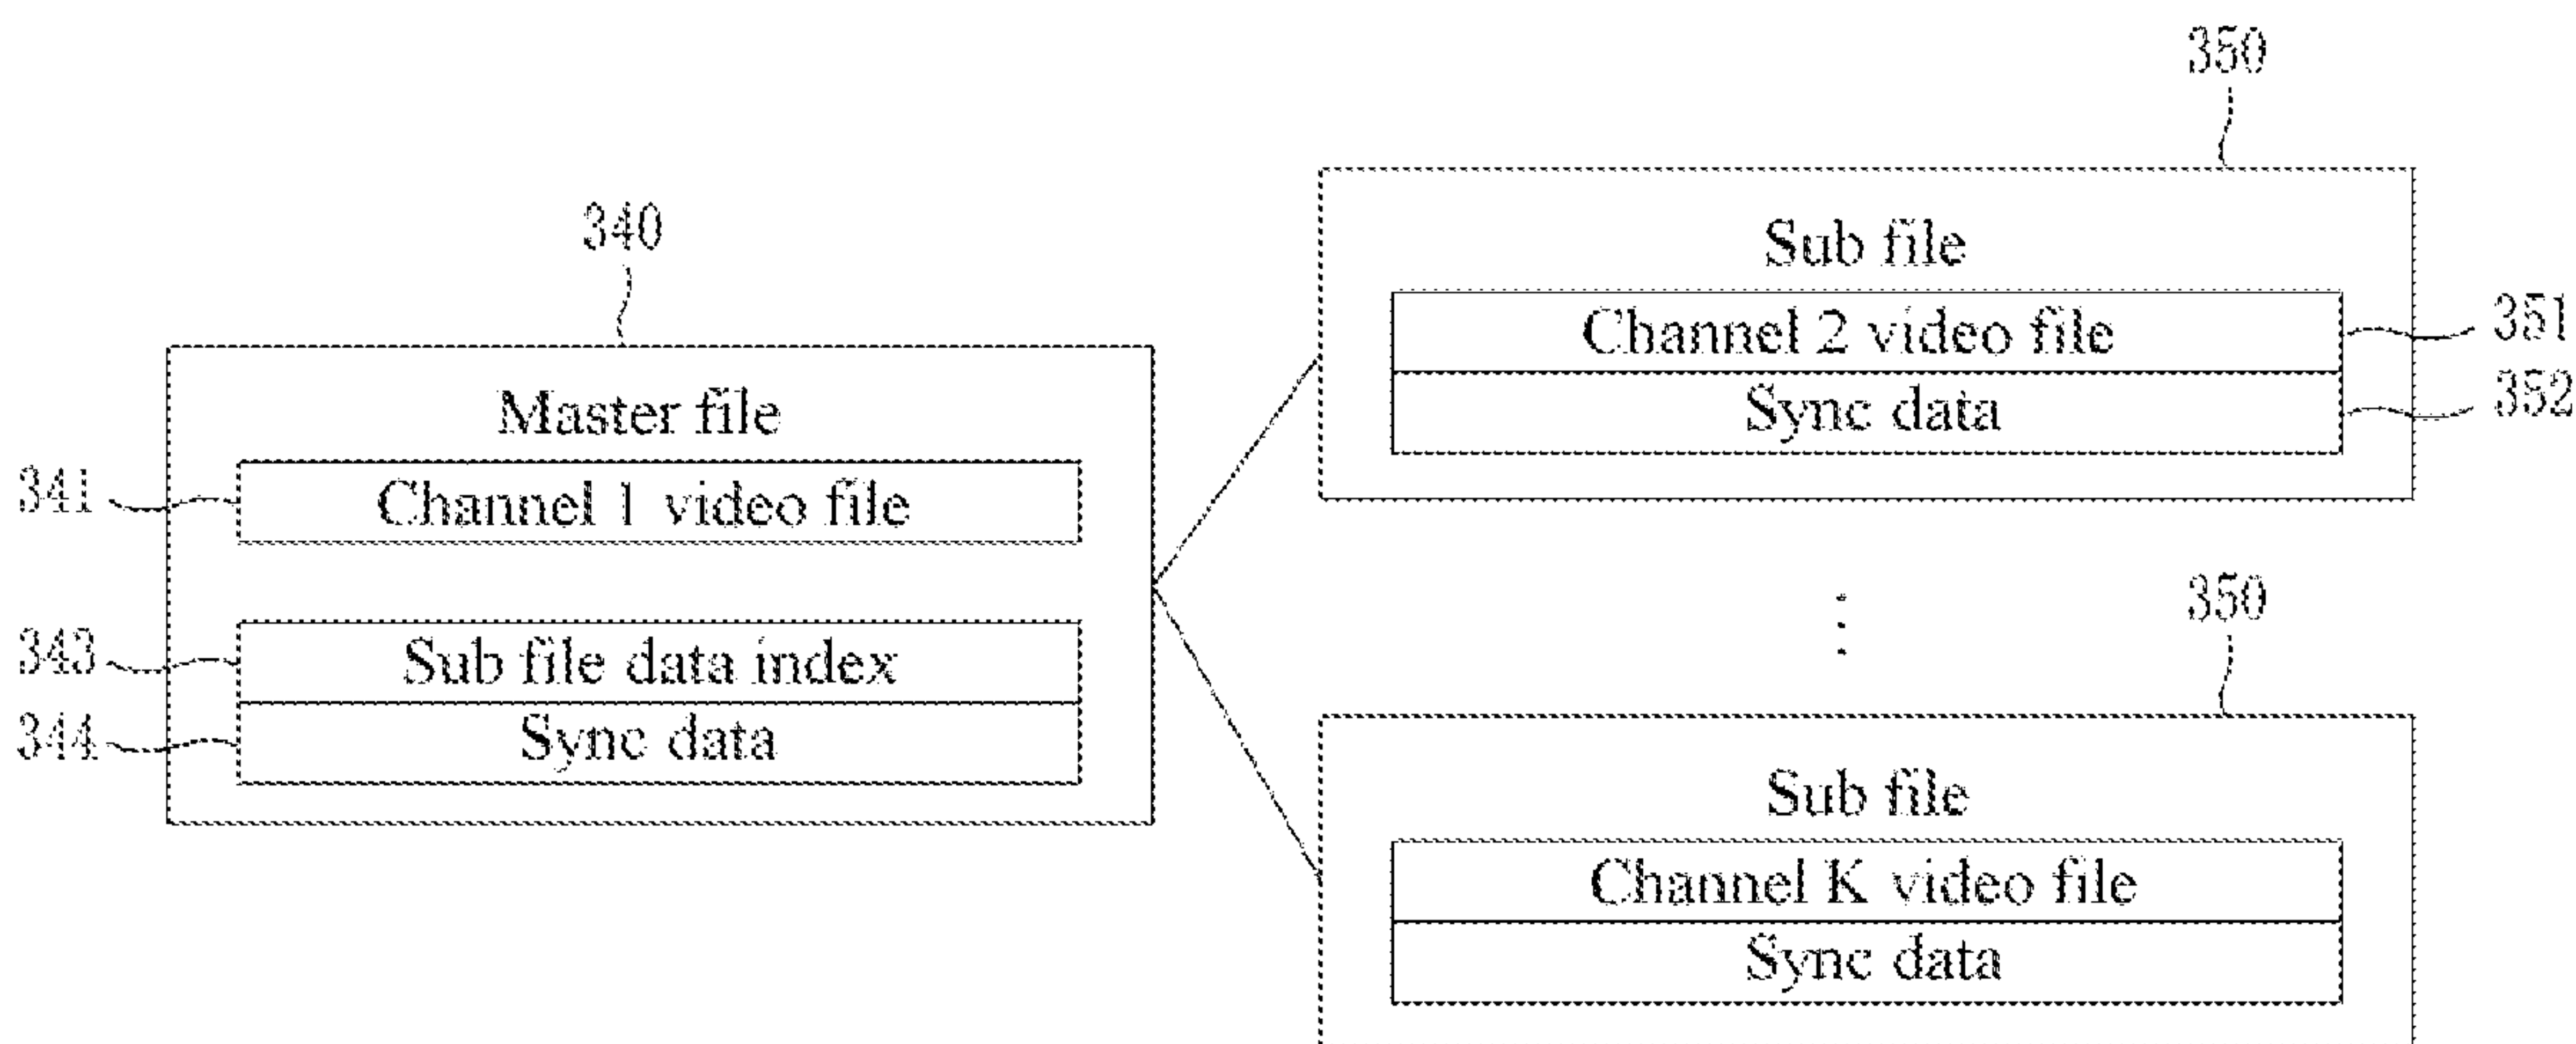 340
Master file
341
Channel 1 video file
343
Sub file data index
344
Sync data
350
Sub file
Channel 2 video file
351
Sync data
352
350
Sub file
Channel K video file
Sync data